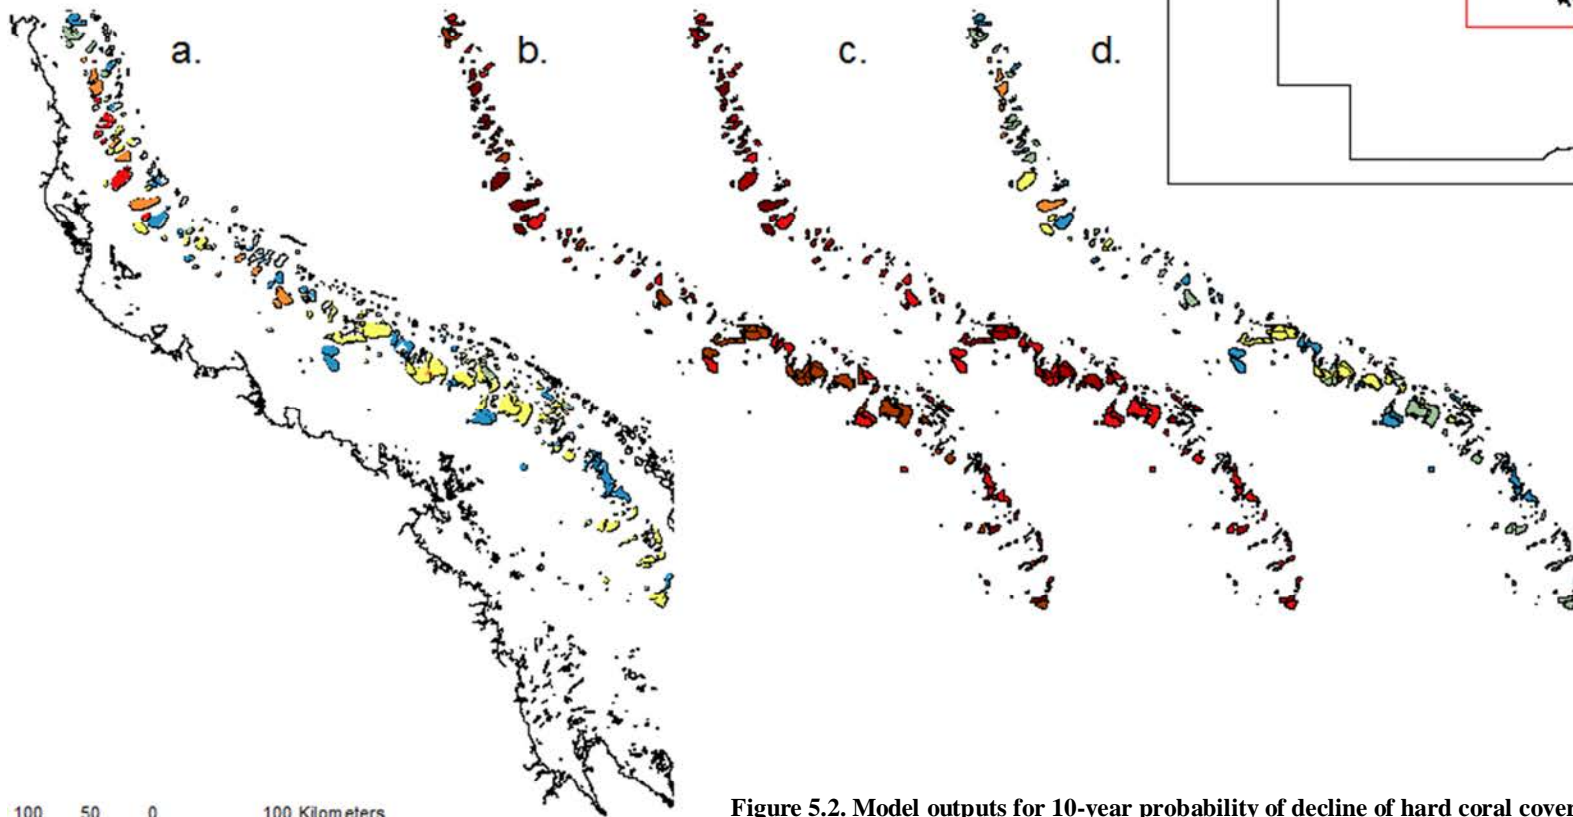 a.
b.
c.
d.
100 50 0 100 Kilometers
Figure 5.2. Model outputs for 10-year probability of decline of hard coral cover